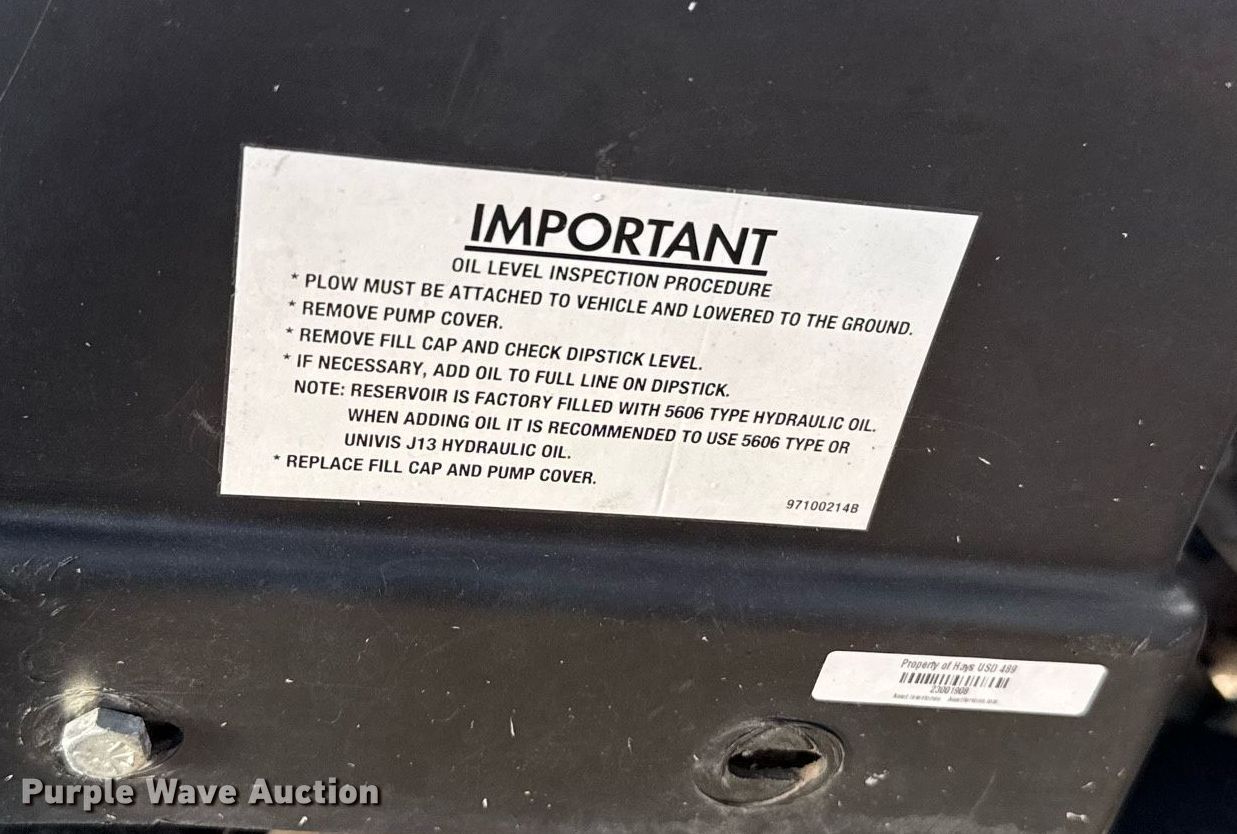 IMPORTANT
OIL LEVEL INSPECTION PROCEDURE
* PLOW MUST BE ATTACHED TO VEHICLE AND LOWERED TO THE GROUND.
* REMOVE PUMP COVER.
* REMOVE FILL CAP AND CHECK DIPSTICK LEVEL.
* IF NECESSARY, ADD OIL TO FULL LINE ON DIPSTICK.
NOTE: RESERVOIR IS FACTORY FILLED WITH 5606 TYPE HYDRAULIC OIL.
WHEN ADDING OIL IT IS RECOMMENDED TO USE 5606 TYPE OR
UNIVIS J13 HYDRAULIC OIL.
* REPLACE FILL CAP AND PUMP COVER.
97100214B
Property of Hays USD 489
23001908
Purple Wave Auction